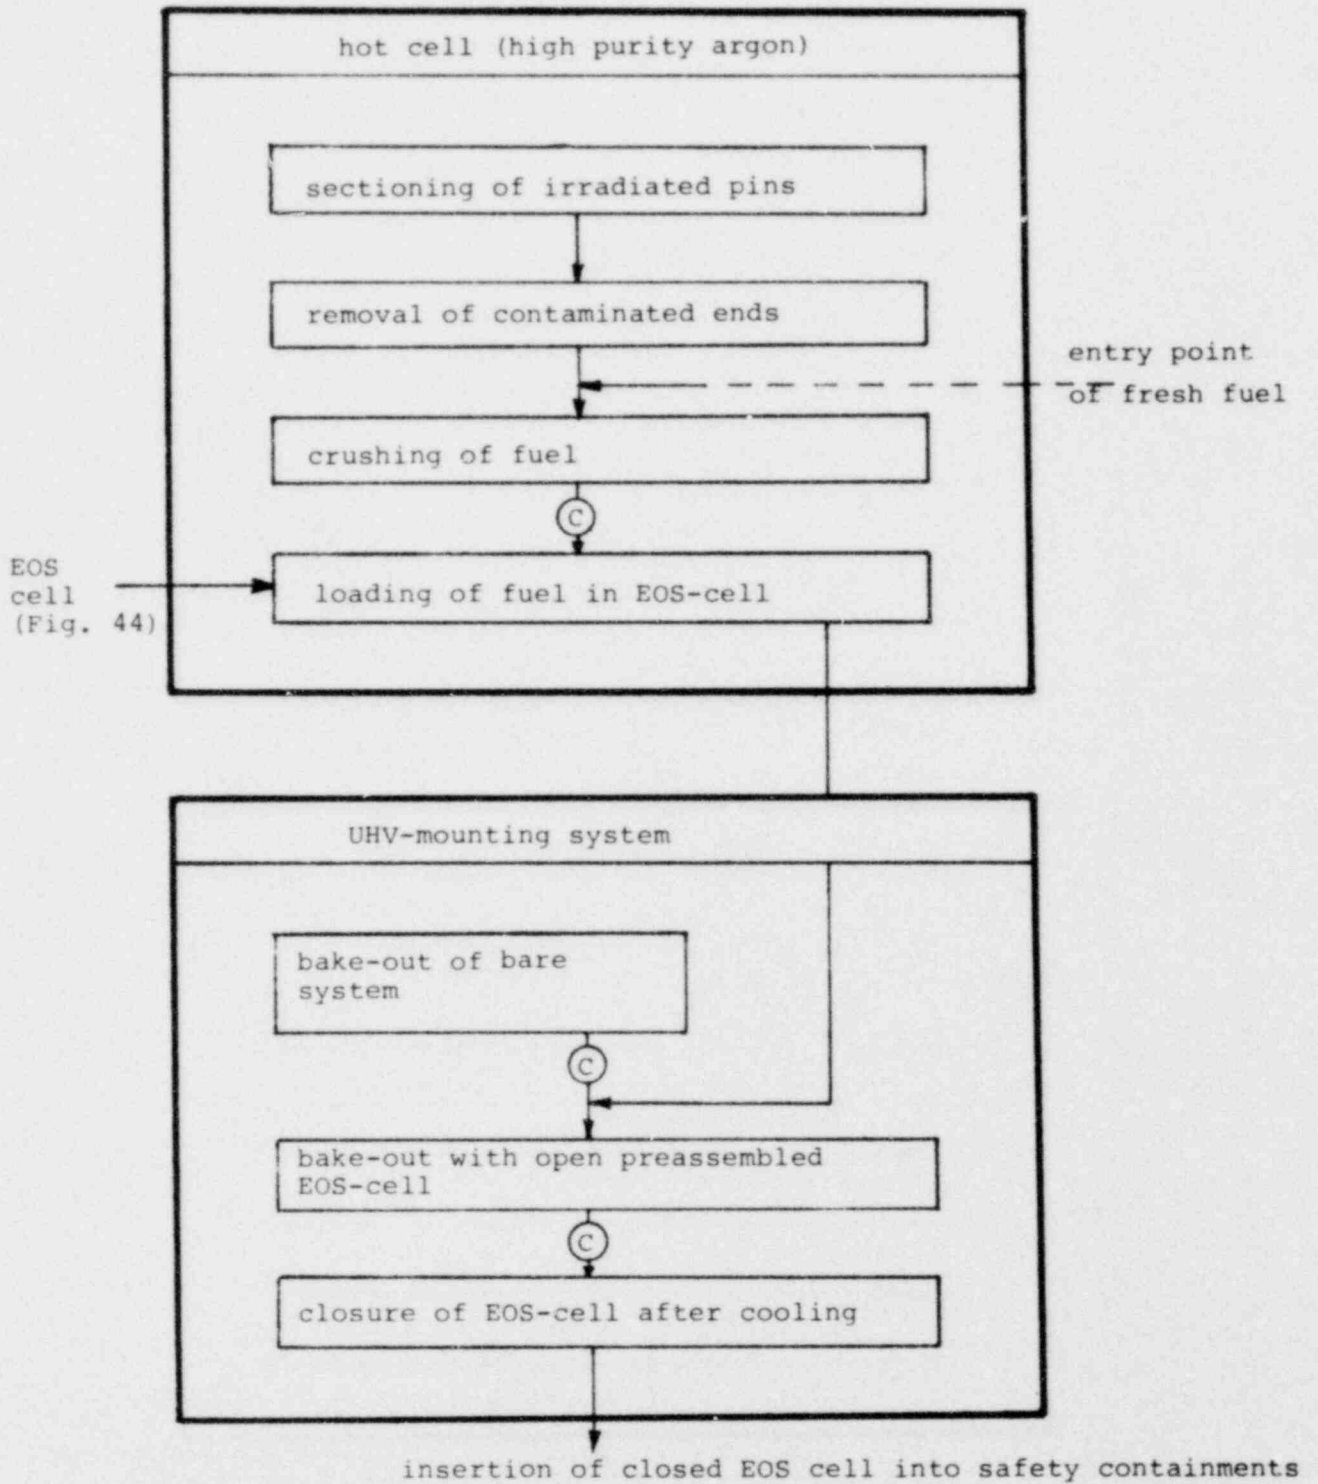 hot cell (high purity argon)
sectioning of irradiated pins
removal of contaminated ends
entry point
of fresh fuel
crushing of fuel
C
EOS
cell
(Fig. 44)
loading of fuel in EOS-cell
UHV-mounting system
bake-out of bare
system
C
bake-out with open preassembled
EOS-cell
C
closure of EOS-cell after cooling
insertion of closed EOS cell into safety containments